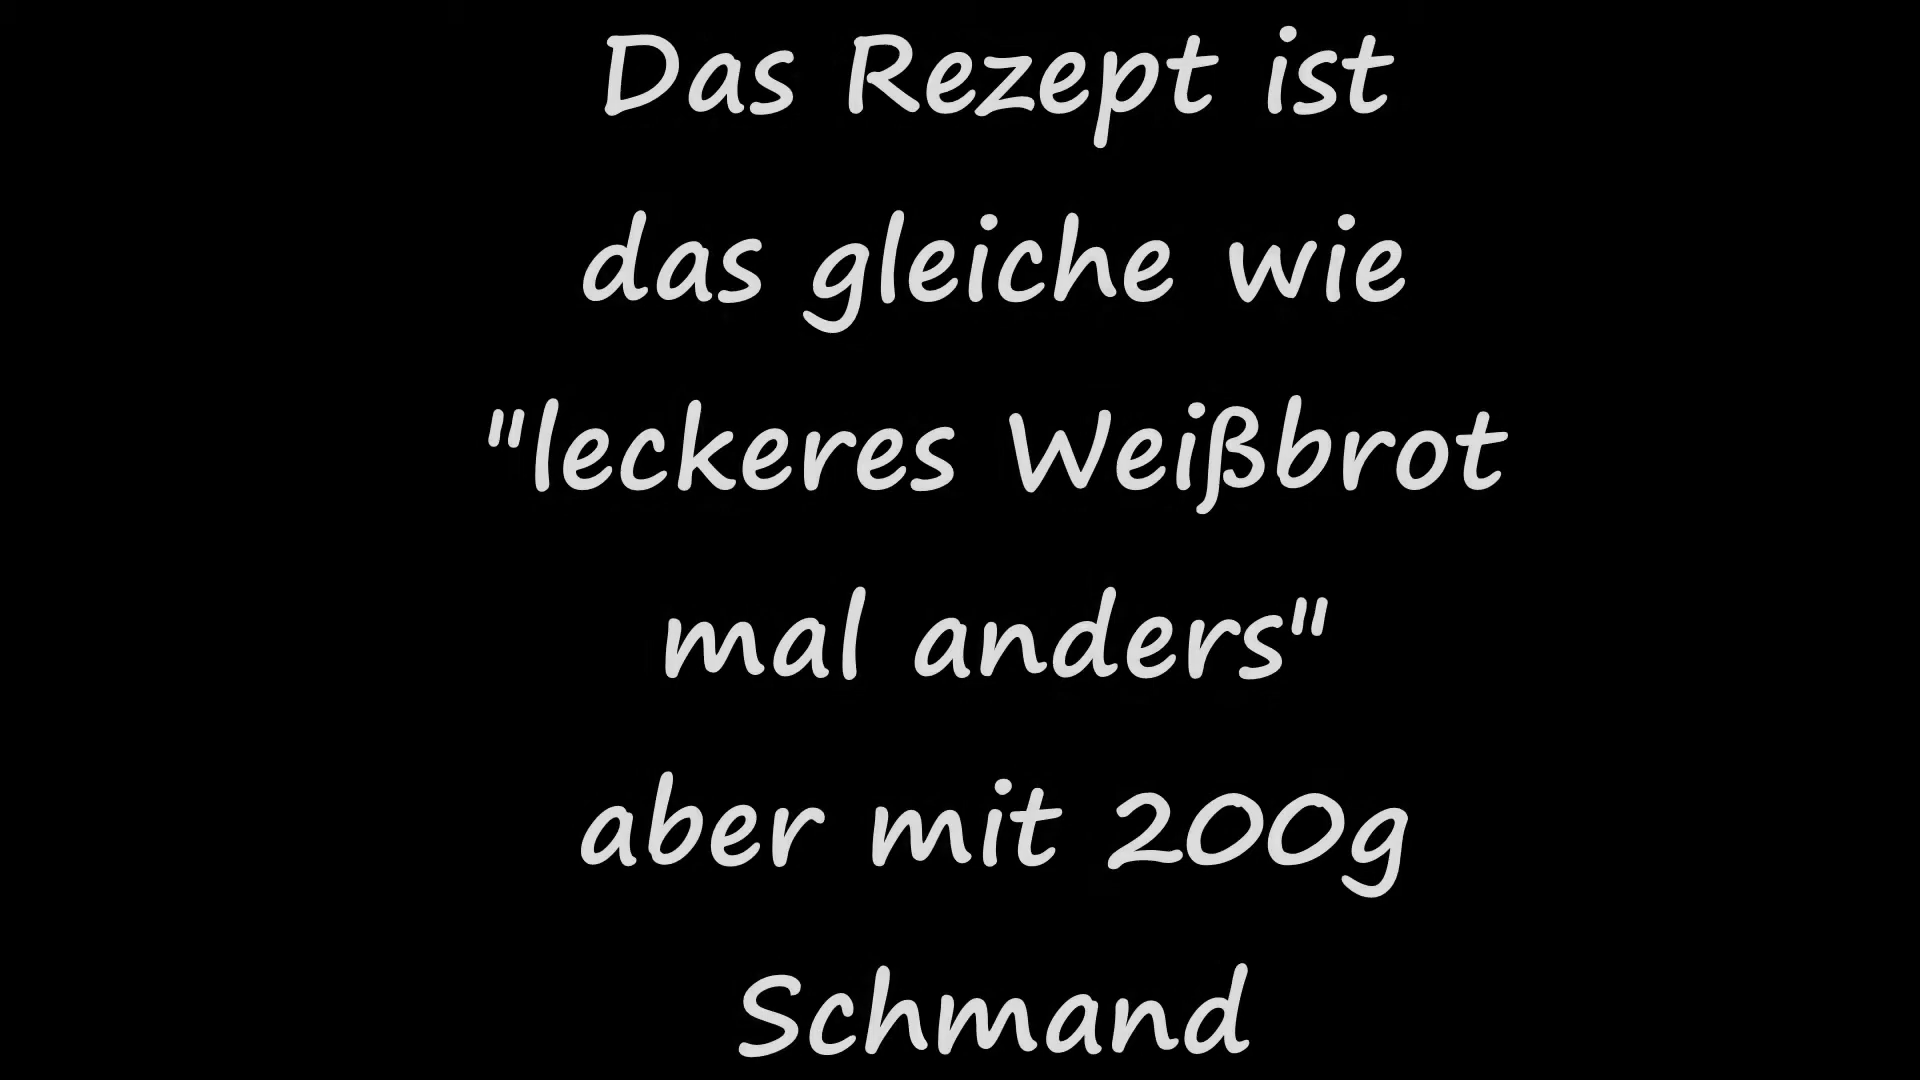 Das Rezept ist
das gleiche wie
"leckeres Weißbrot
mal anders"
aber mit 200g
Schmand